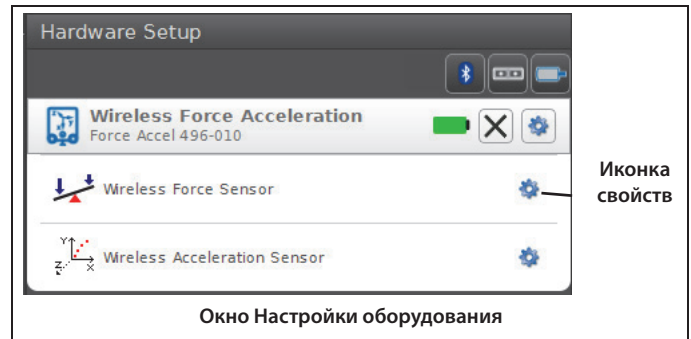 Hardware Setup
Wireless Force Acceleration
Force Accel 496-010
Wireless Force Sensor
Иконка
свойств
Y
Z
X
Wireless Acceleration Sensor
Окно Настройки оборудования